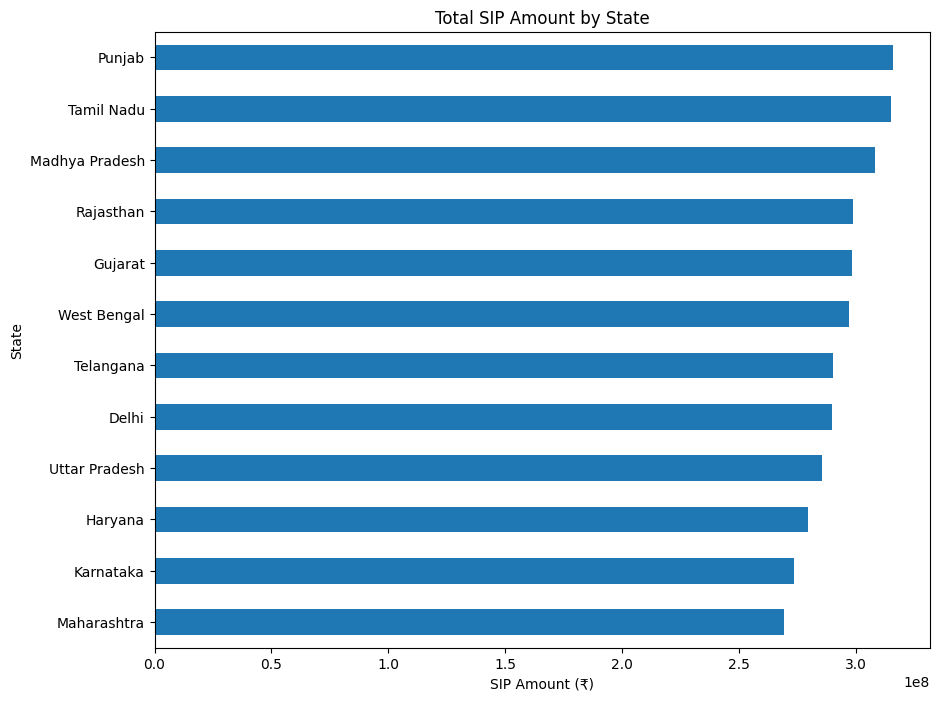 Total SIP Amount by State
State
Punjab
Tamil Nadu
Madhya Pradesh
Rajasthan
Gujarat
West Bengal
Telangana
Delhi
Uttar Pradesh
Haryana
Karnataka
Maharashtra
0.0 0.5 1.0 1.5 2.0 2.5 3.0
1e8
SIP Amount (₹)